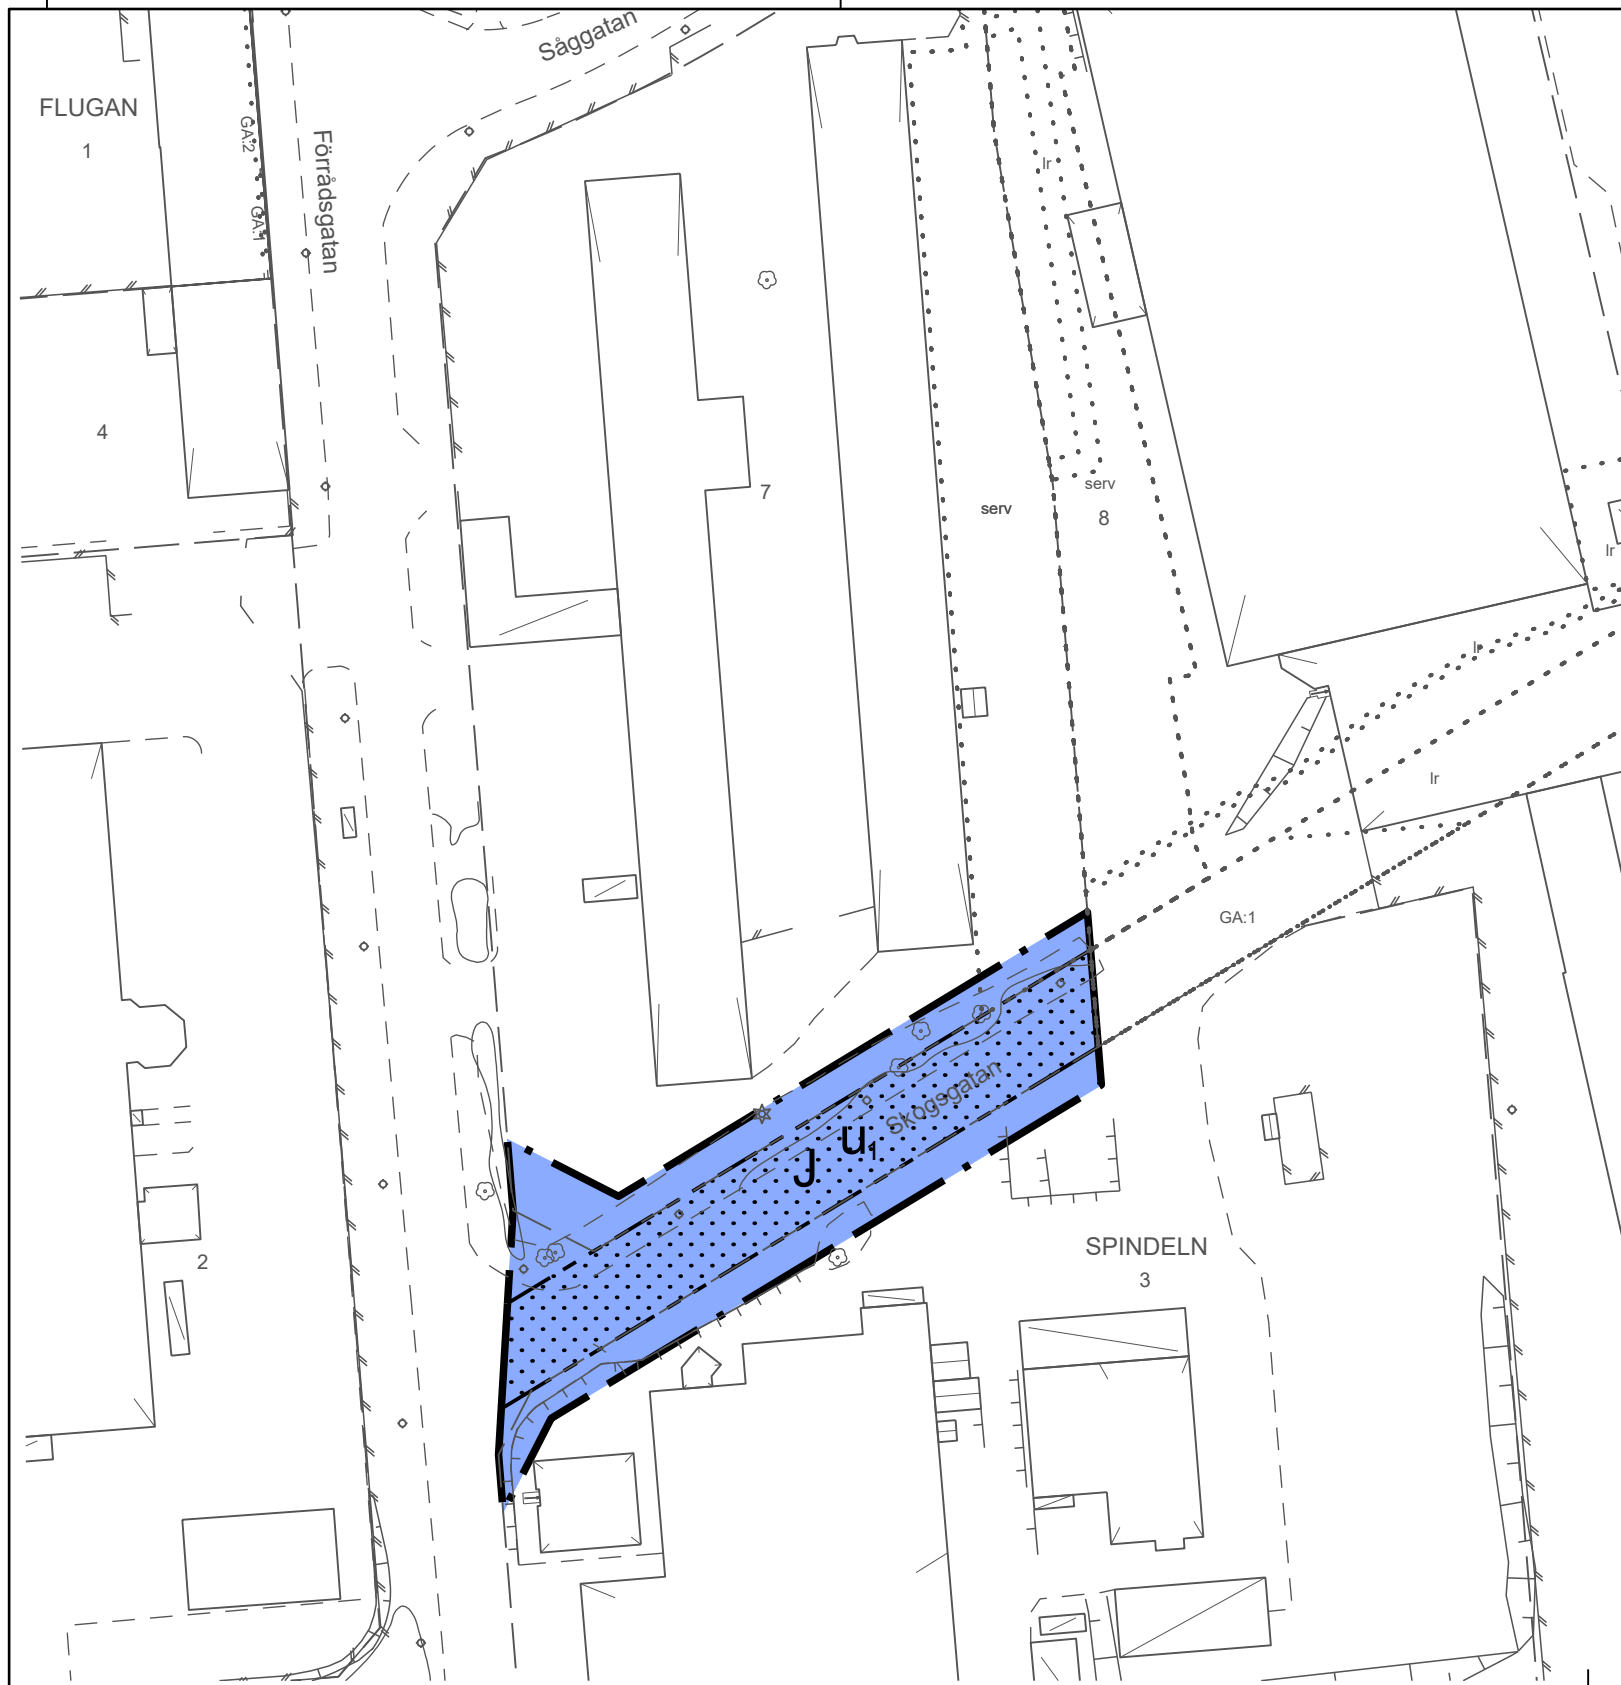 Såggatan
FLUGAN
1
GA:2
Förrådsgatan
lr
GA:1
4
7
serv
serv
8
lr
lr
lr
GA:1
Skogsgatan
J u₁
SPINDELN
3
2